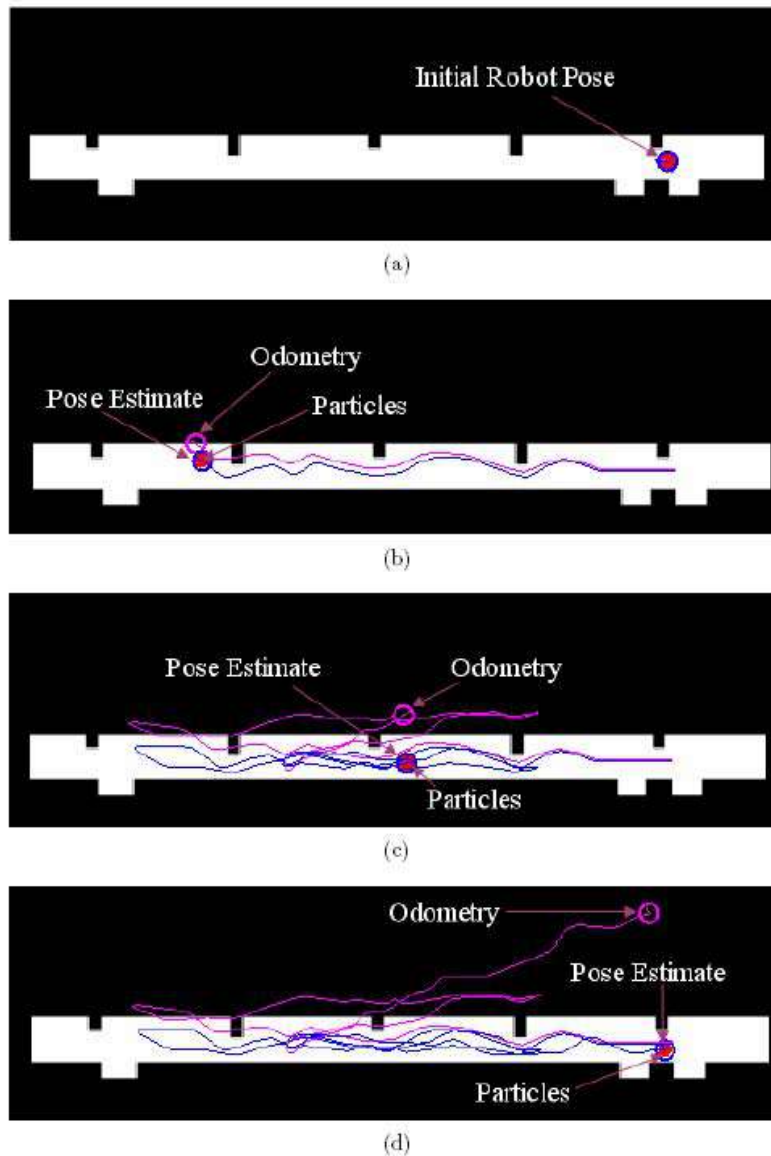 Initial Robot Pose
(a)
Odometry
Pose Estimate
Particles
(b)
Pose Estimate
Odometry
Particles
(c)
Odometry
Pose Estimate
Particles
(d)